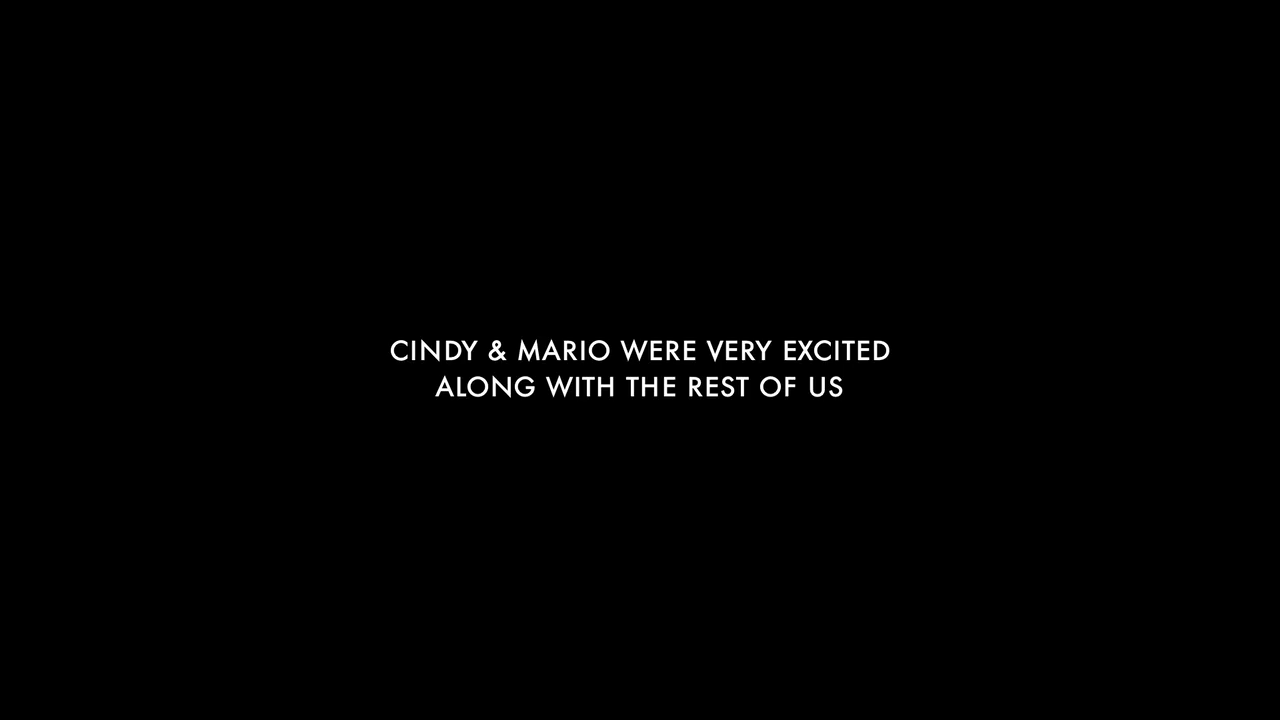 CINDY & MARIO WERE VERY EXCITED
ALONG WITH THE REST OF US